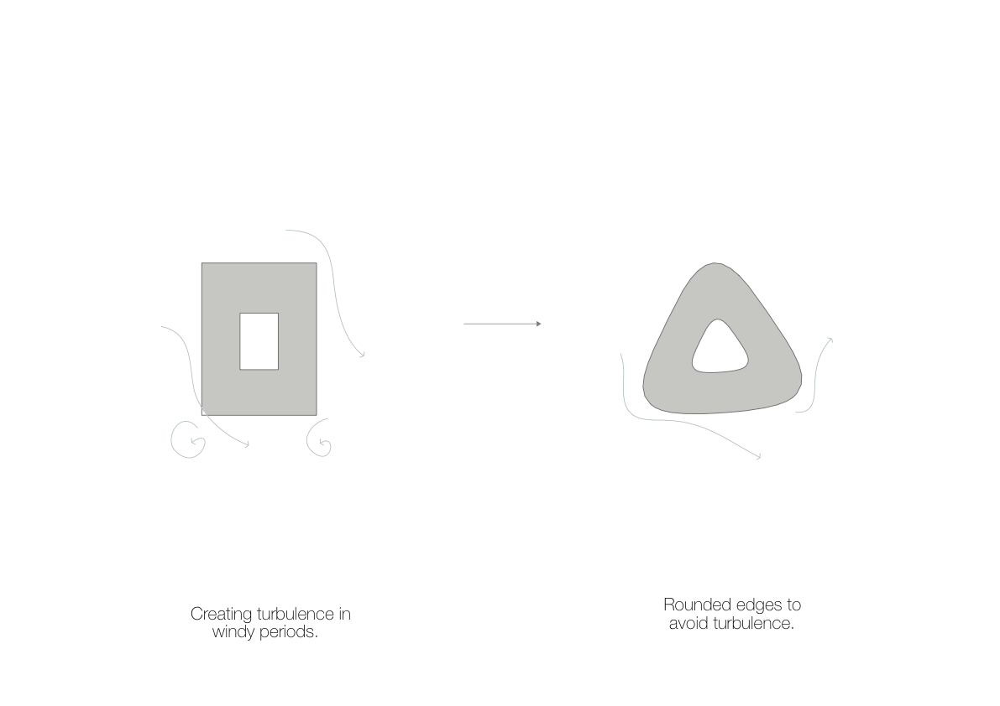 Creating turbulence in
windy periods.
Rounded edges to
avoid turbulence.